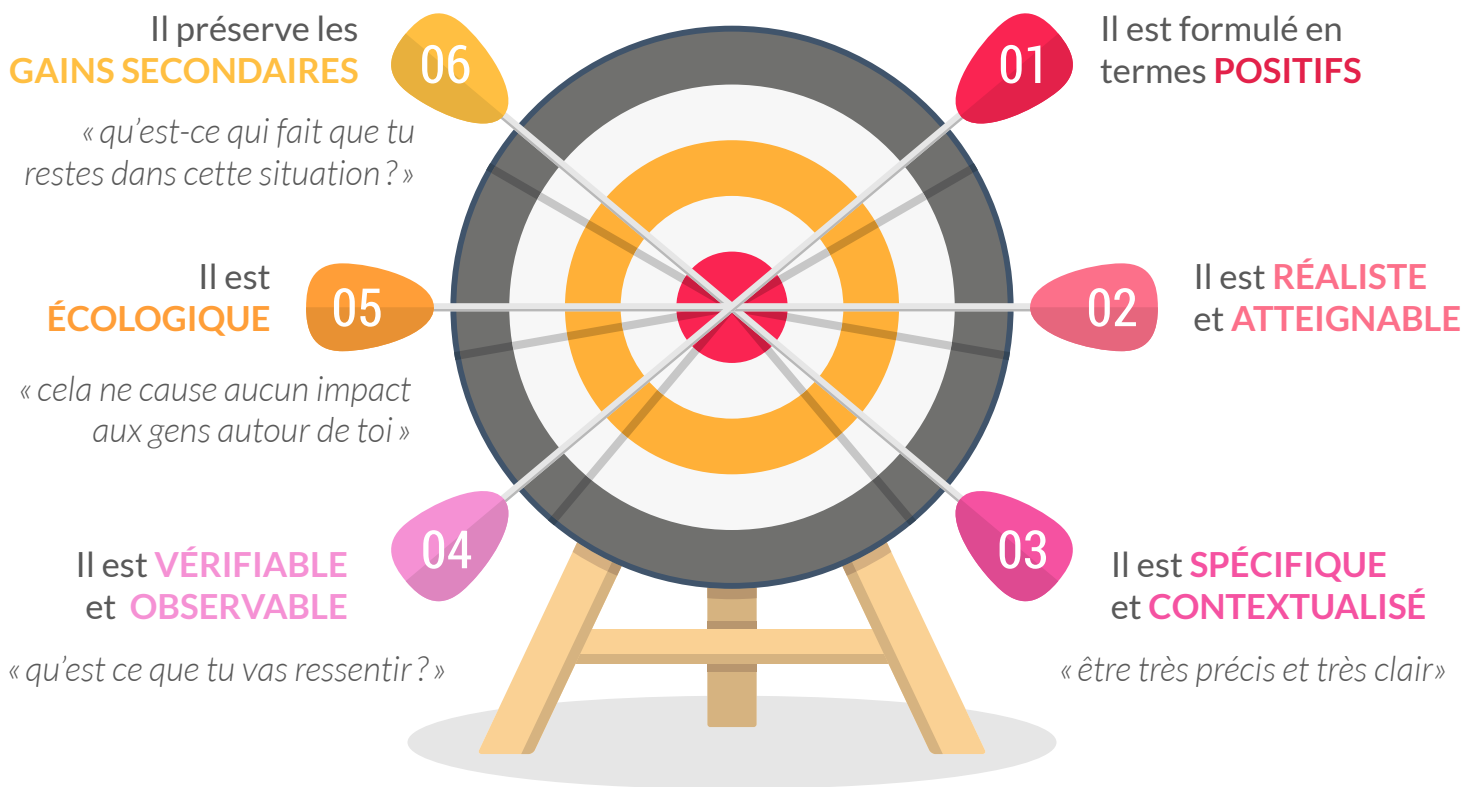 01
Il est formulé en
termes POSITIFS
02
Il est RÉALISTE
et ATTEIGNABLE
03
Il est SPÉCIFIQUE
et CONTEXTUALISÉ
« être très précis et très clair»
04
Il est VÉRIFIABLE
et OBSERVABLE
« qu’est ce que tu vas ressentir ? »
05
Il est
ÉCOLOGIQUE
« cela ne cause aucun impact
aux gens autour de toi »
06
Il préserve les
GAINS SECONDAIRES
« qu’est-ce qui fait que tu
restes dans cette situation ? »